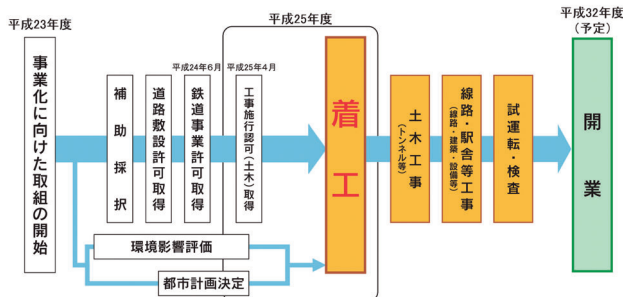 平成23年度
事業化に向けた取組の開始
補助採択
道路敷設許可取得
平成24年6月
鉄道事業許可取得
平成25年度
平成25年4月
工事施行認可(土木)取得
着工
土木工事
(トンネル等)
線路・駅舎等工事
(線路・建築・設備等)
試運転・検査
平成32年度
(予定)
開業
環境影響評価
都市計画決定